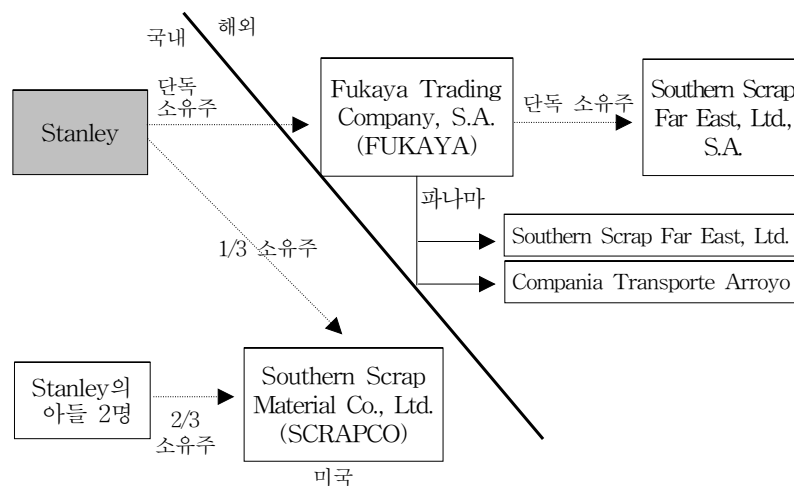 국내
해외
단독
소유주
Stanley
Fukaya Trading
Company, S.A.
(FUKAYA)
단독 소유주
Southern Scrap
Far East, Ltd.,
S.A.
파나마
Southern Scrap Far East, Ltd.
Compania Transporte Arroyo
1/3 소유주
Stanley의
아들 2명
2/3
소유주
Southern Scrap
Material Co., Ltd.
(SCRAPCO)
미국